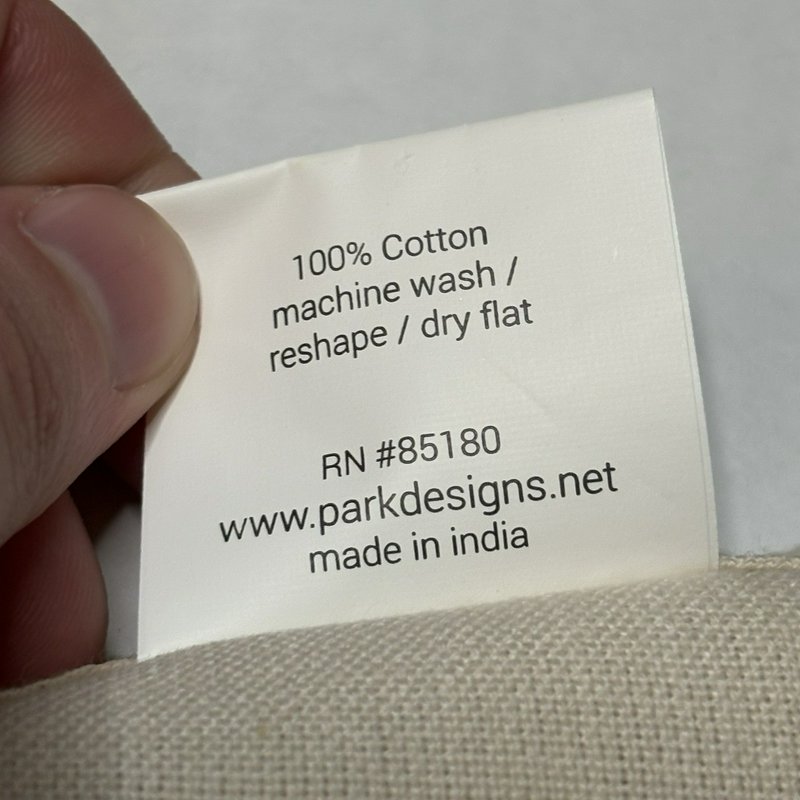 100% Cotton
machine wash /
reshape / dry flat
RN #85180
www.parkdesigns.net
made in india